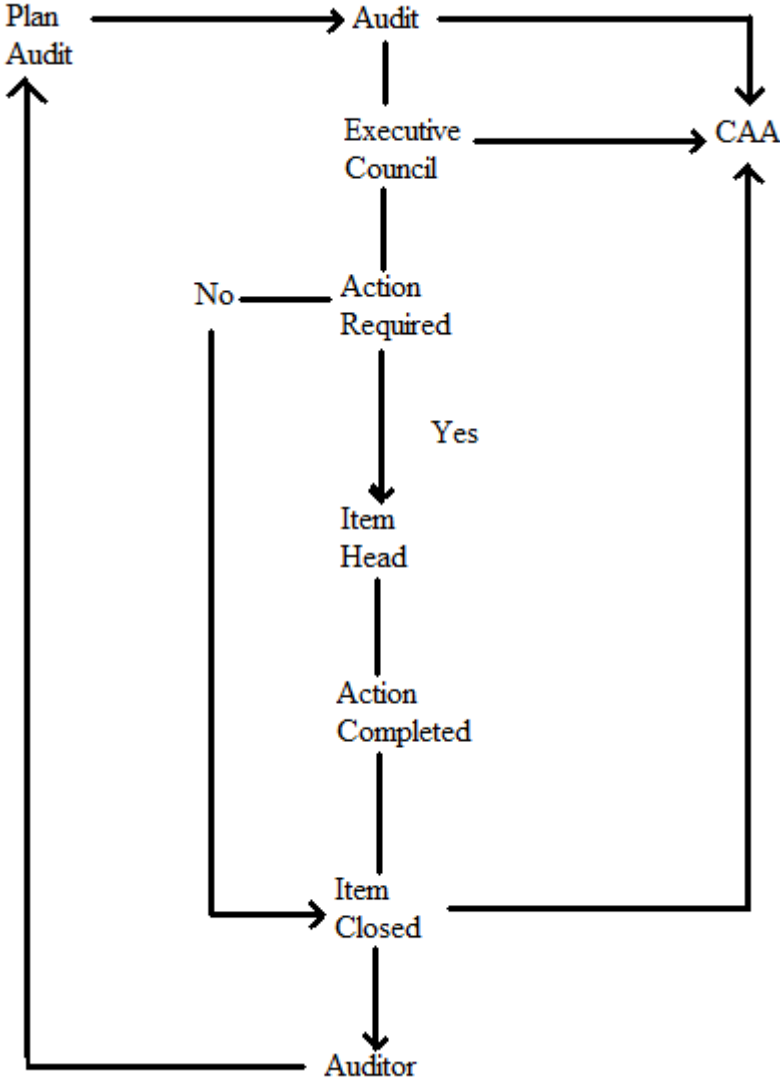 Plan
Audit
Audit
Executive
Council
CAA
No
Action
Required
Yes
Item
Head
Action
Completed
Item
Closed
Auditor